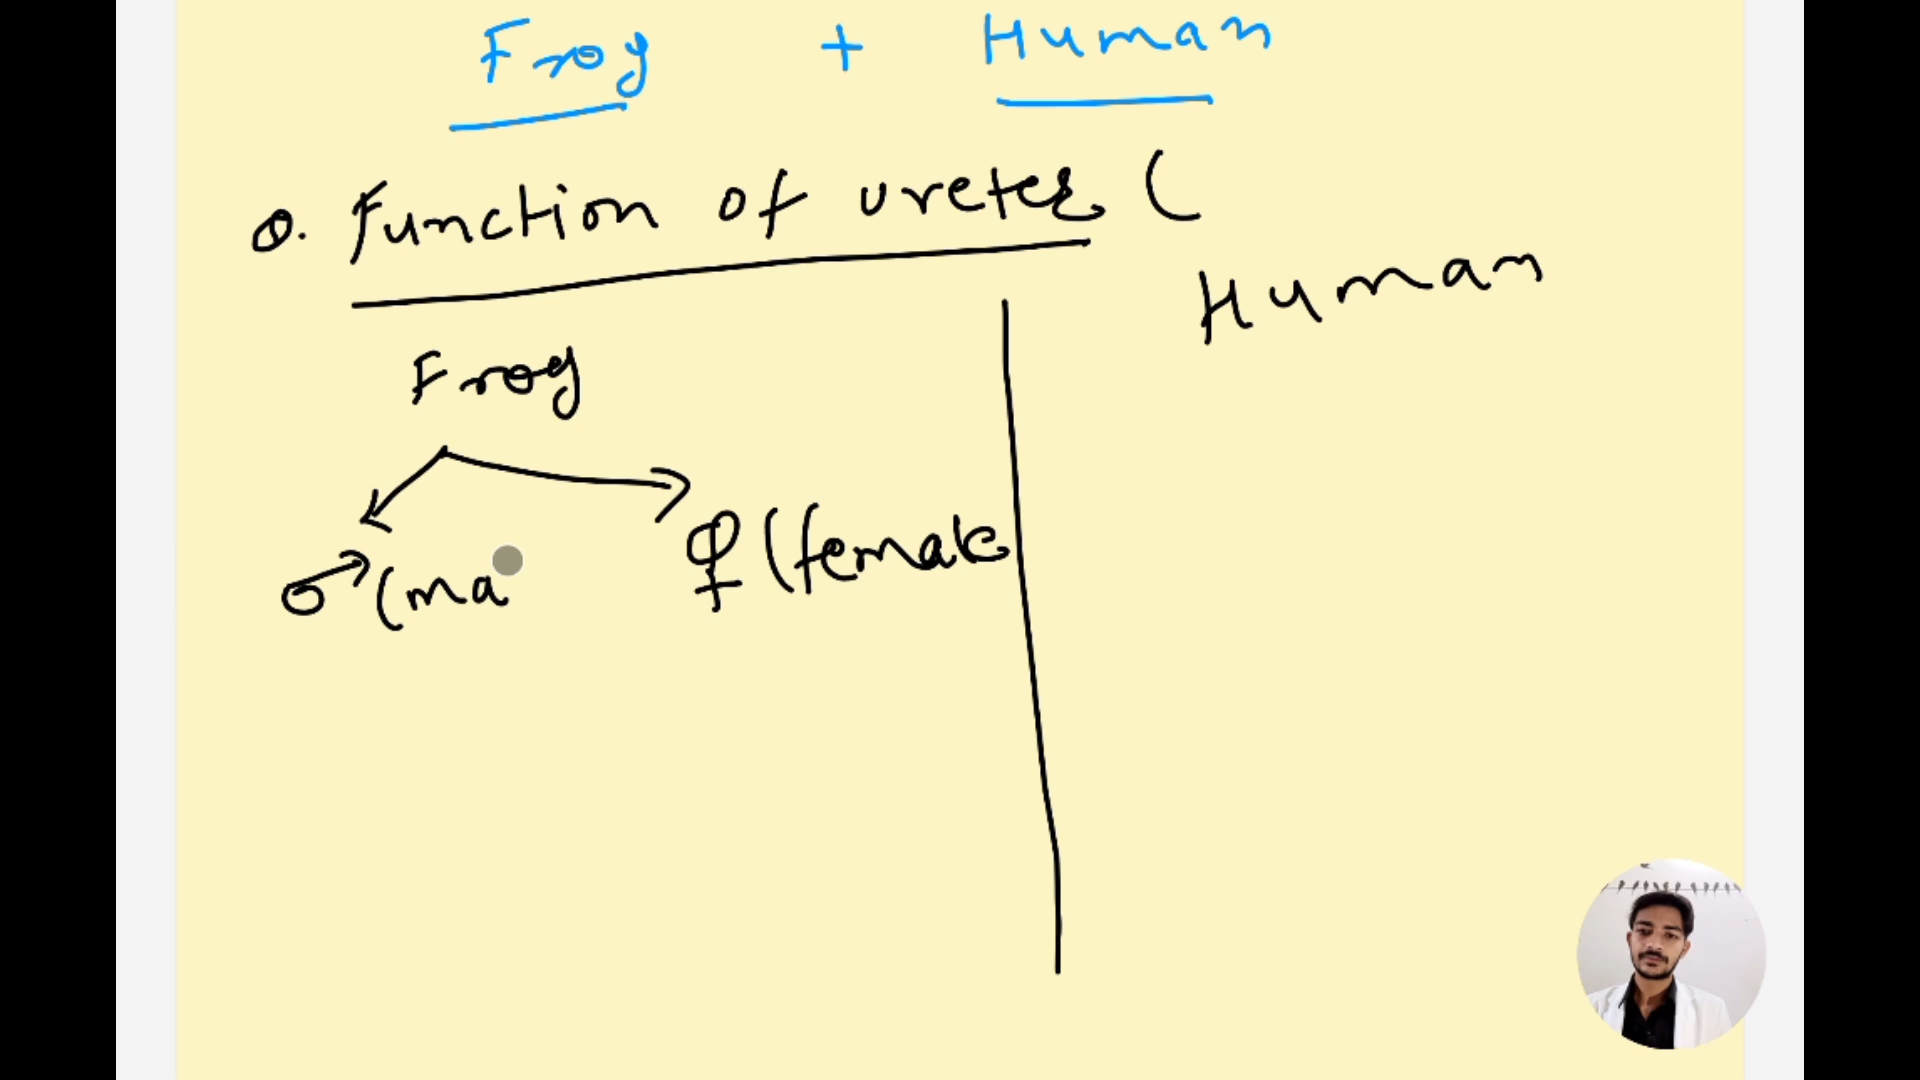 Frog + Human
Q. Function of ureter (
Human
Frog
♂ (ma ♀ (female